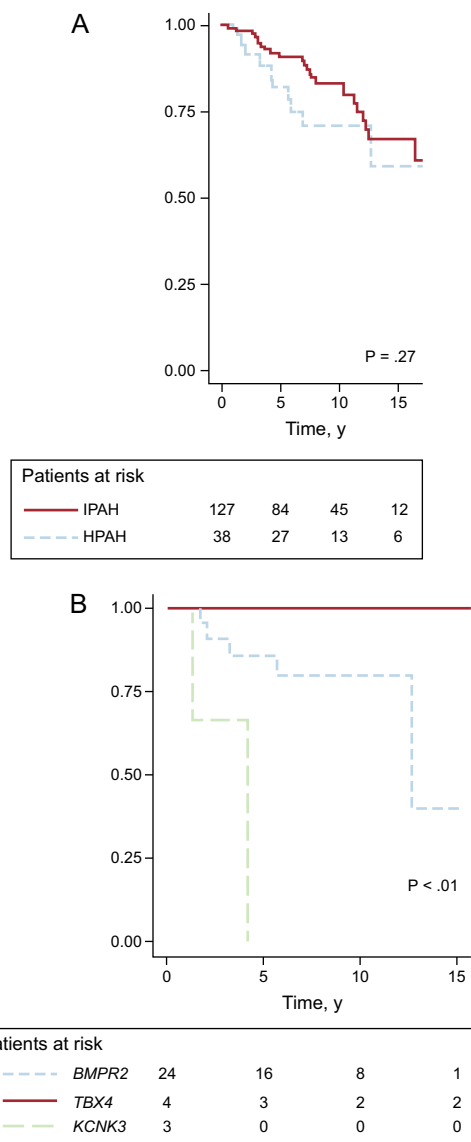 A
1.00
0.75
0.50
0.25
0.00
P = .27
0 5 10 15
Time, y
Patients at risk
IPAH 127 84 45 12
HPAH 38 27 13 6
B
1.00
0.75
0.50
0.25
0.00
P < .01
0 5 10 15
Time, y
atients at risk
BMPR2 24 16 8 1
TBX4 4 3 2 2
KCNK3 3 0 0 0